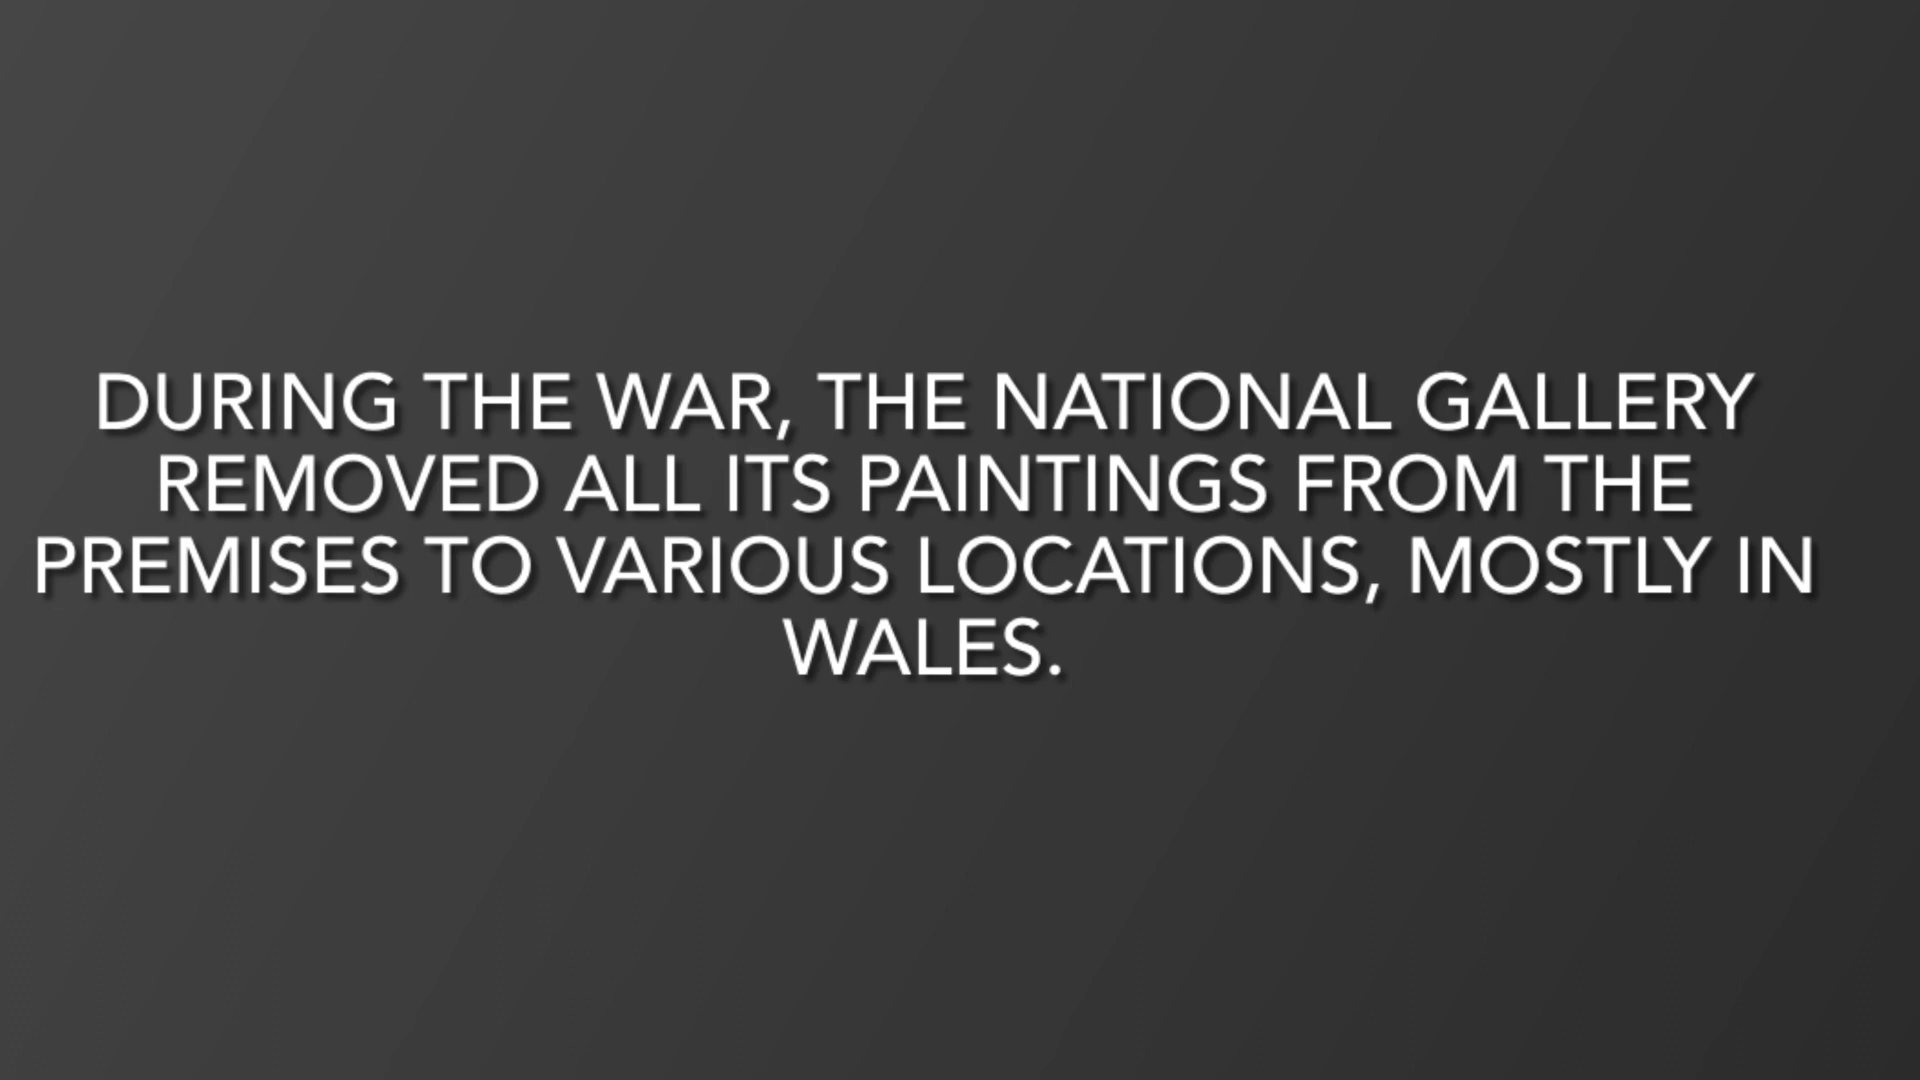 DURING THE WAR, THE NATIONAL GALLERY
REMOVED ALL ITS PAINTINGS FROM THE
PREMISES TO VARIOUS LOCATIONS, MOSTLY IN
WALES.